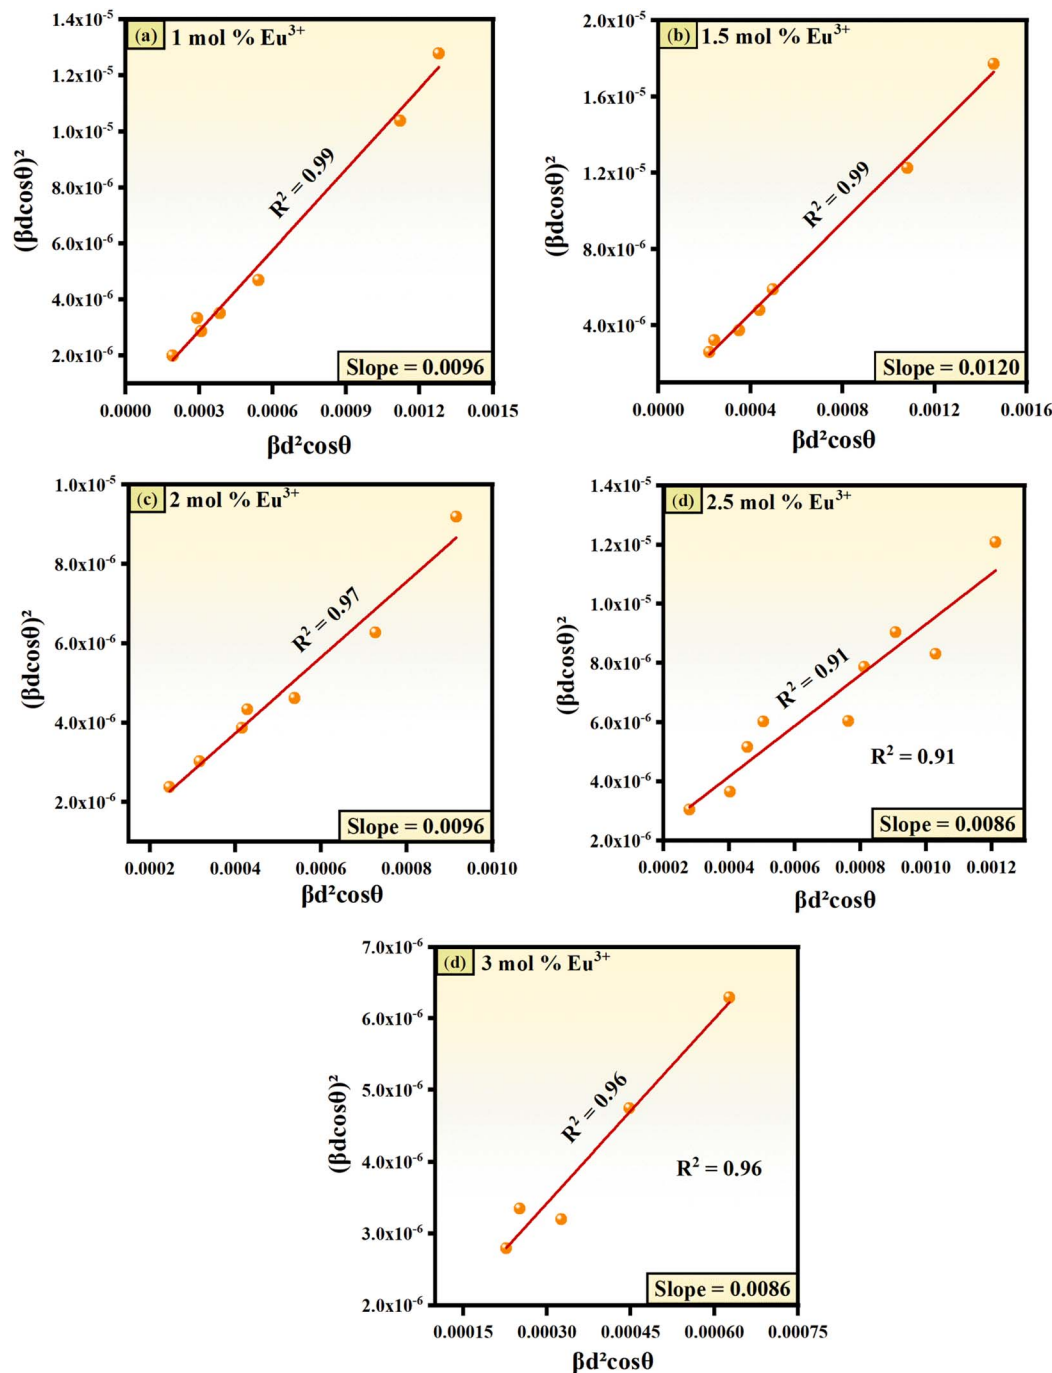 (a) 1 mol % Eu³⁺
1.4x10⁻⁵
1.2x10⁻⁵
1.0x10⁻⁵
8.0x10⁻⁶
6.0x10⁻⁶
4.0x10⁻⁶
2.0x10⁻⁶
(βdcosθ)²
R² = 0.99
Slope = 0.0096
0.0000 0.0003 0.0006 0.0009 0.0012 0.0015
βd²cosθ
(b) 1.5 mol % Eu³⁺
2.0x10⁻⁵
1.6x10⁻⁵
1.2x10⁻⁵
8.0x10⁻⁶
4.0x10⁻⁶
(βdcosθ)²
R² = 0.99
Slope = 0.0120
0.0000 0.0004 0.0008 0.0012 0.0016
βd²cosθ
(c) 2 mol % Eu³⁺
1.0x10⁻⁵
8.0x10⁻⁶
6.0x10⁻⁶
4.0x10⁻⁶
2.0x10⁻⁶
(βdcosθ)²
R² = 0.97
Slope = 0.0096
0.0002 0.0004 0.0006 0.0008 0.0010
βd²cosθ
(d) 2.5 mol % Eu³⁺
1.4x10⁻⁵
1.2x10⁻⁵
1.0x10⁻⁵
8.0x10⁻⁶
6.0x10⁻⁶
4.0x10⁻⁶
2.0x10⁻⁶
(βdcosθ)²
R² = 0.91
R² = 0.91
Slope = 0.0086
0.0002 0.0004 0.0006 0.0008 0.0010 0.0012
βd²cosθ
(d) 3 mol % Eu³⁺
7.0x10⁻⁶
6.0x10⁻⁶
5.0x10⁻⁶
4.0x10⁻⁶
3.0x10⁻⁶
2.0x10⁻⁶
(βdcosθ)²
R² = 0.96
R² = 0.96
Slope = 0.0086
0.00015 0.00030 0.00045 0.00060 0.00075
βd²cosθ